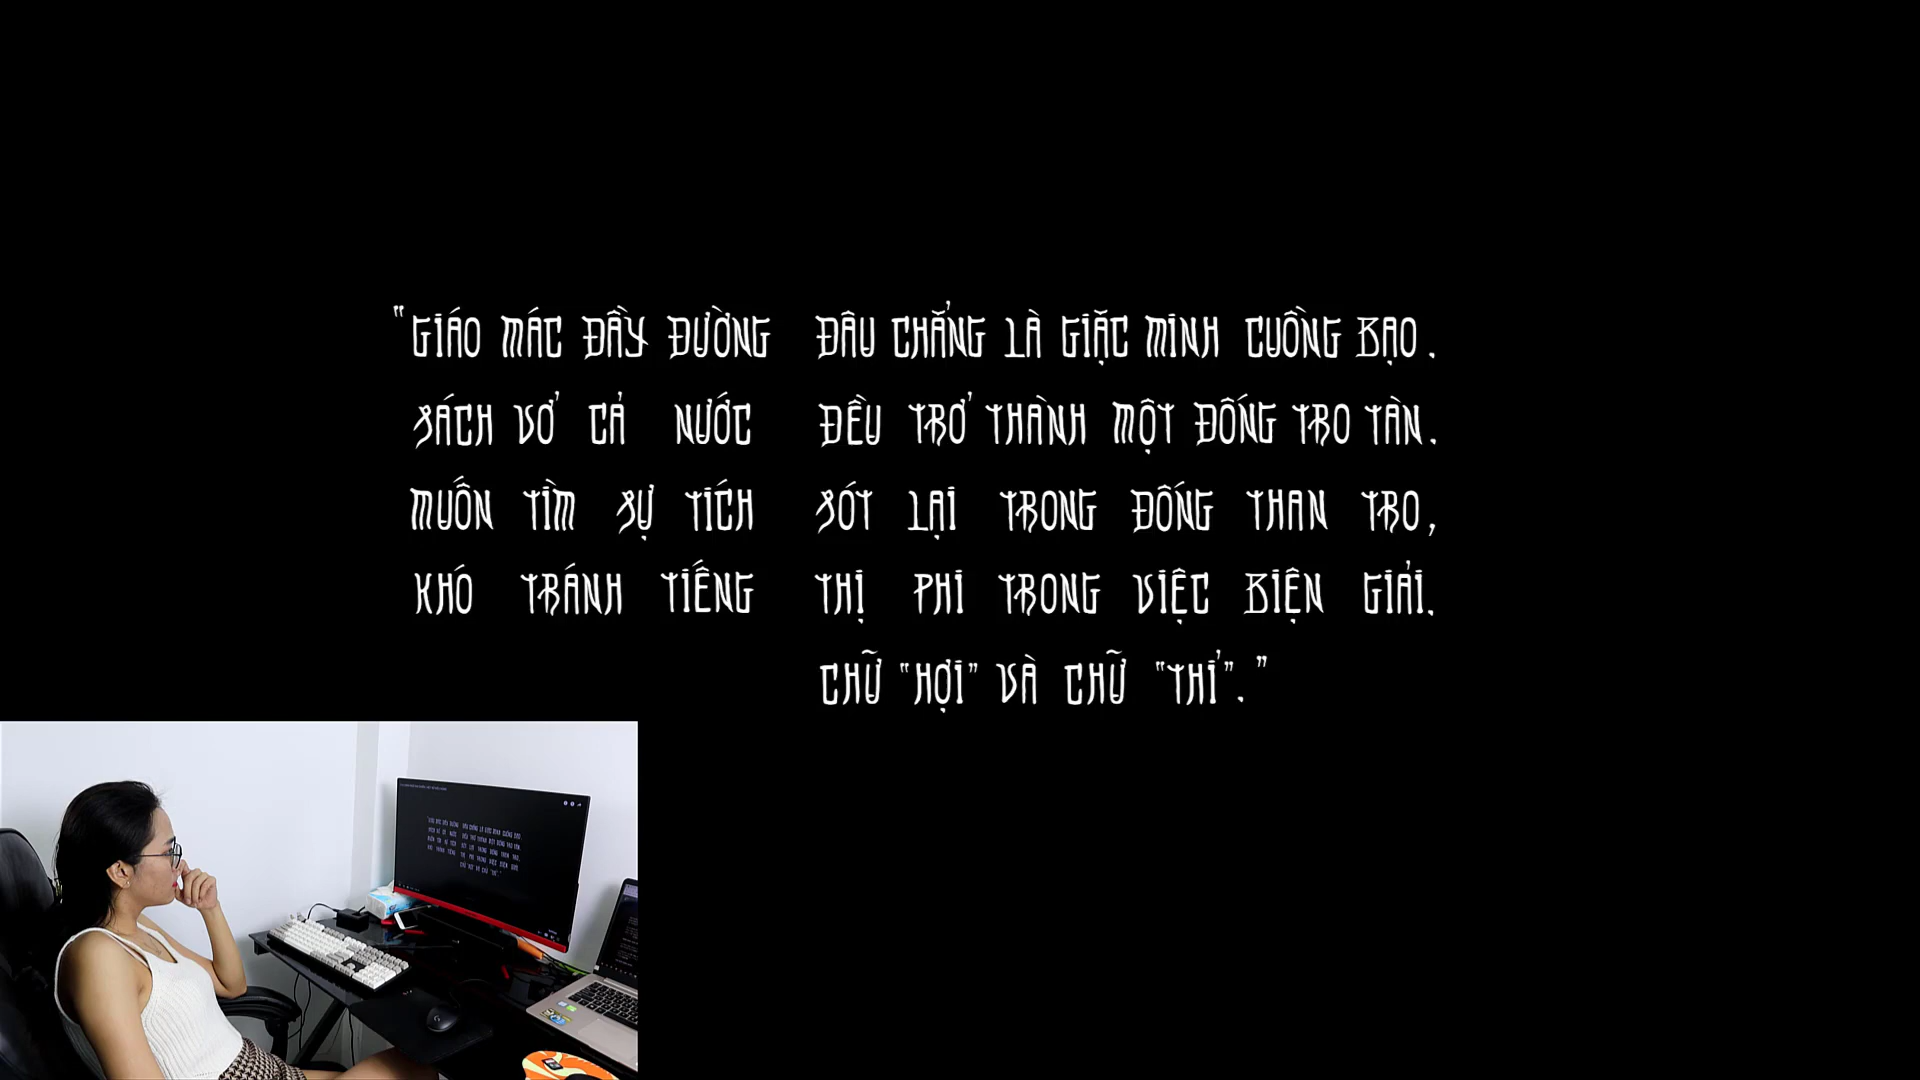 "GIÁO MÁC ĐẦY ĐƯỜNG ĐÂU CHẲNG LÀ GIẶC MINH CUỒNG BẠO.
SÁCH VỞ CẢ NƯỚC ĐỀU TRỞ THÀNH MỘT ĐỐNG TRO TÀN.
MUỐN TÌM SỰ TÍCH SÓT LẠI TRONG ĐỐNG THAN TRO,
KHÓ TRÁNH TIẾNG THỊ PHI TRONG VIỆC BIỆN GIẢI.
CHỮ "HỢI" VÀ CHỮ "THỈ"."